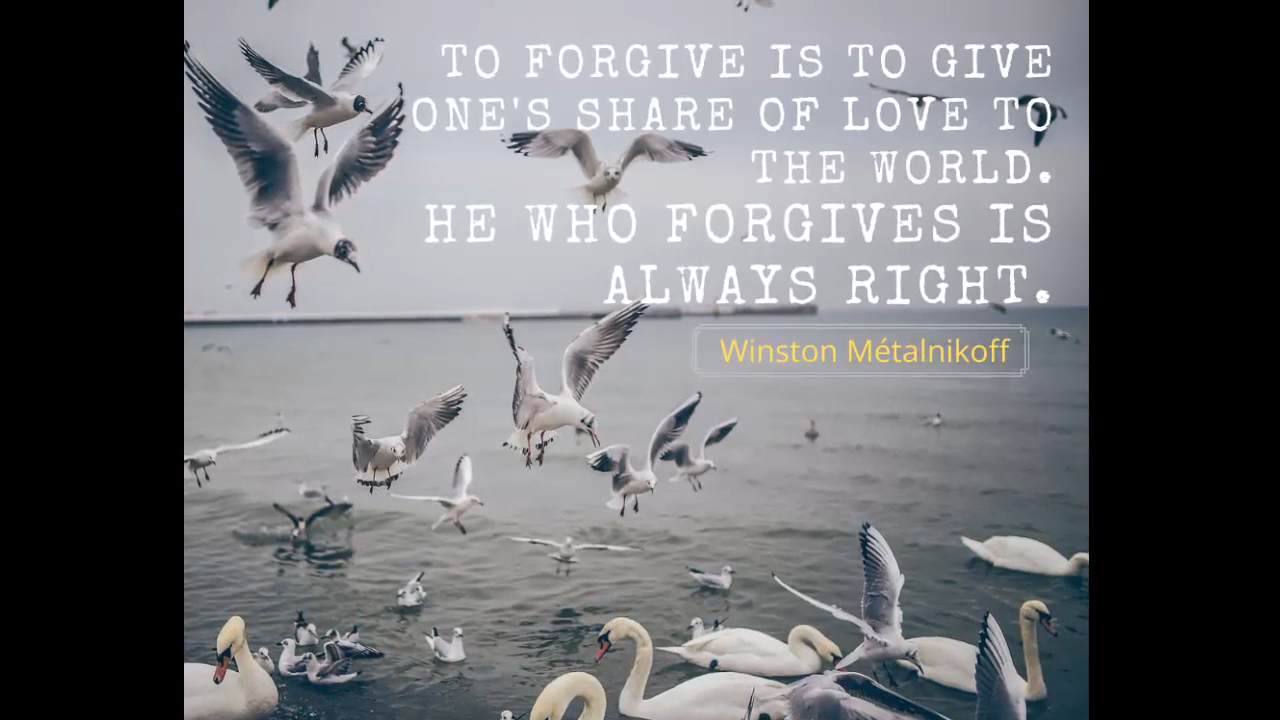 TO FORGIVE IS TO GIVE
ONE'S SHARE OF LOVE TO
THE WORLD.
HE WHO FORGIVES IS
ALWAYS RIGHT.
Winston Métalnikoff